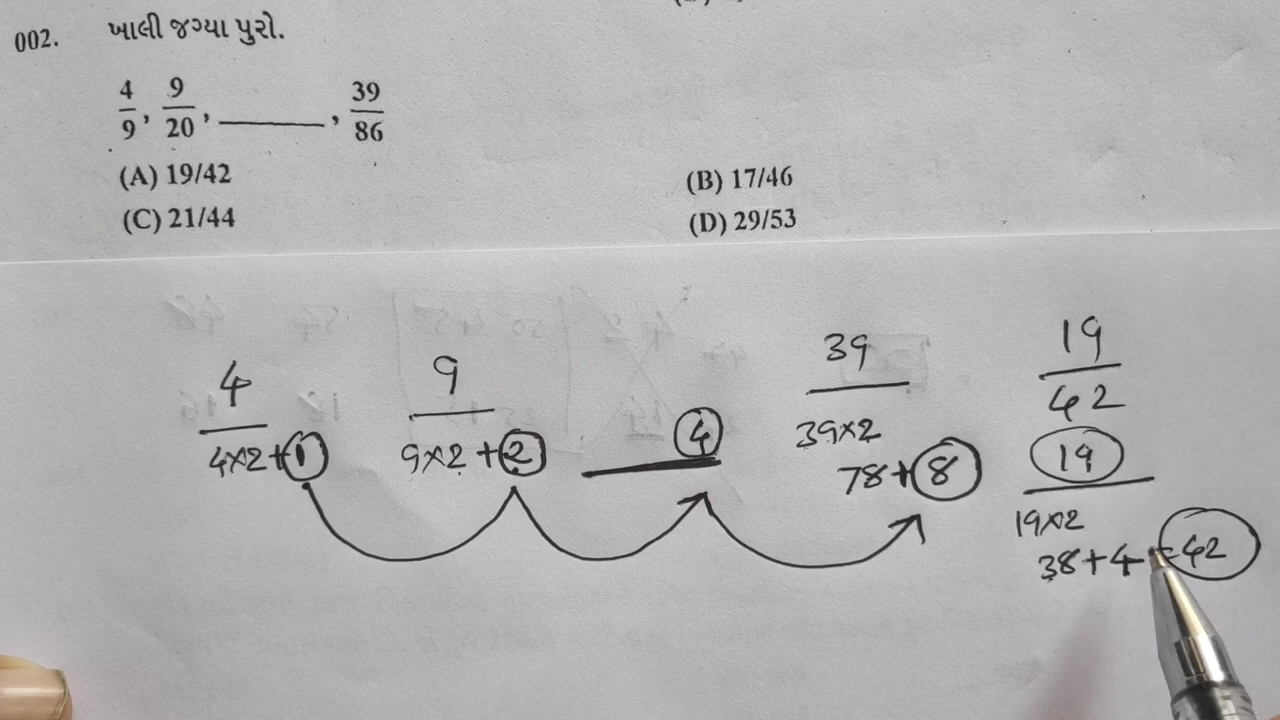 002. ખાલી જગ્યા પુરો.
4/9, 9/20, ______, 39/86
(A) 19/42 (B) 17/46
(C) 21/44 (D) 29/53
4 9 39 19
4×2+1 9×2+2 4 39×2 42
78+8 19
19×2
38+4=42